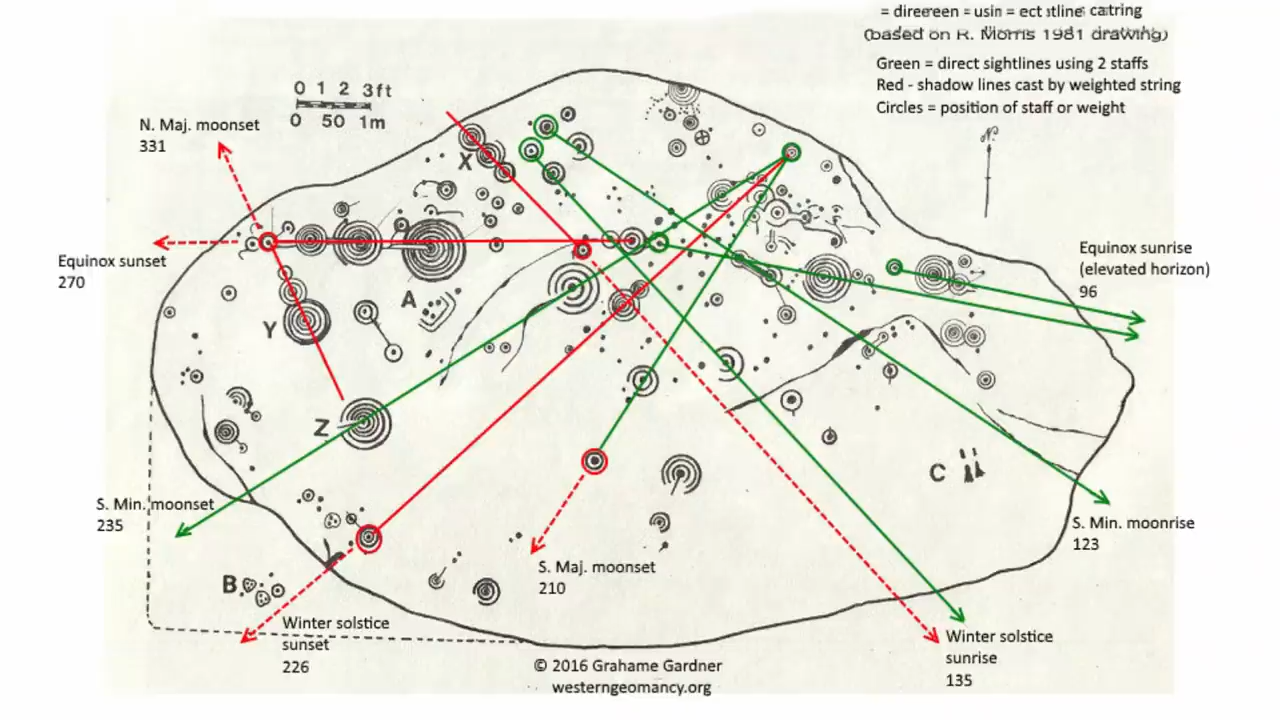 (based on R. Morris 1981 drawing)
Green = direct sightlines using 2 staffs
Red - shadow lines cast by weighted string
Circles = position of staff or weight
0 1 2 3ft
0 50 1m
N.
N. Maj. moonset
331
X
Equinox sunset
270
Equinox sunrise
(elevated horizon)
96
A
Y
Z
C
S. Min. moonset
235
S. Min. moonrise
123
S. Maj. moonset
210
B
Winter solstice
sunset
226
Winter solstice
sunrise
135
© 2016 Grahame Gardner
westerngeomancy.org